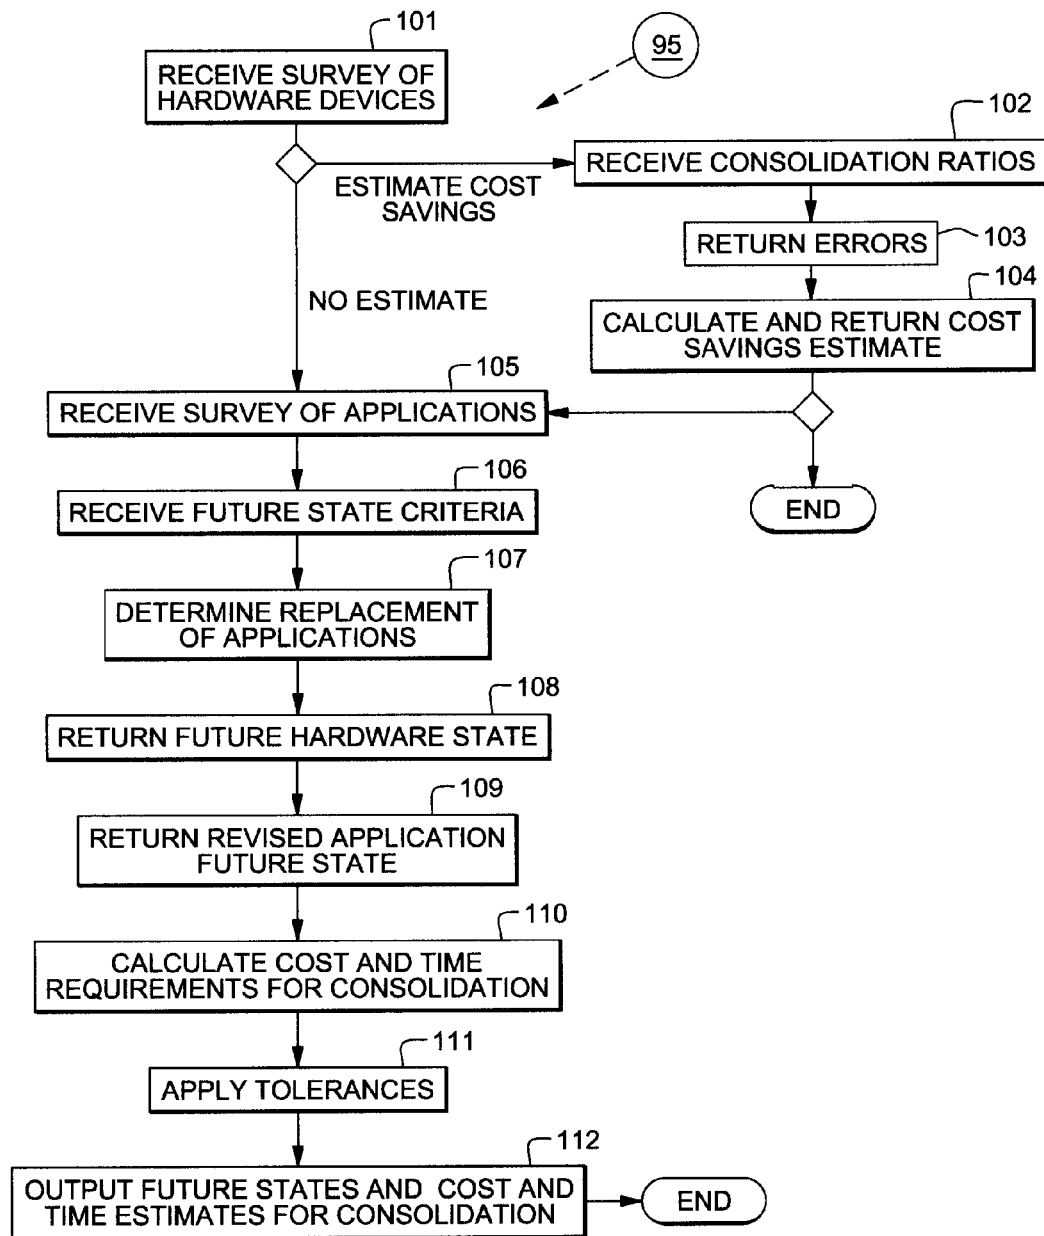 101
95
RECEIVE SURVEY OF
HARDWARE DEVICES
102
RECEIVE CONSOLIDATION RATIOS
ESTIMATE COST
SAVINGS
RETURN ERRORS
103
104
NO ESTIMATE
CALCULATE AND RETURN COST
SAVINGS ESTIMATE
105
RECEIVE SURVEY OF APPLICATIONS
106
RECEIVE FUTURE STATE CRITERIA
END
107
DETERMINE REPLACEMENT
OF APPLICATIONS
108
RETURN FUTURE HARDWARE STATE
109
RETURN REVISED APPLICATION
FUTURE STATE
110
CALCULATE COST AND TIME
REQUIREMENTS FOR CONSOLIDATION
111
APPLY TOLERANCES
112
OUTPUT FUTURE STATES AND COST AND
TIME ESTIMATES FOR CONSOLIDATION
END